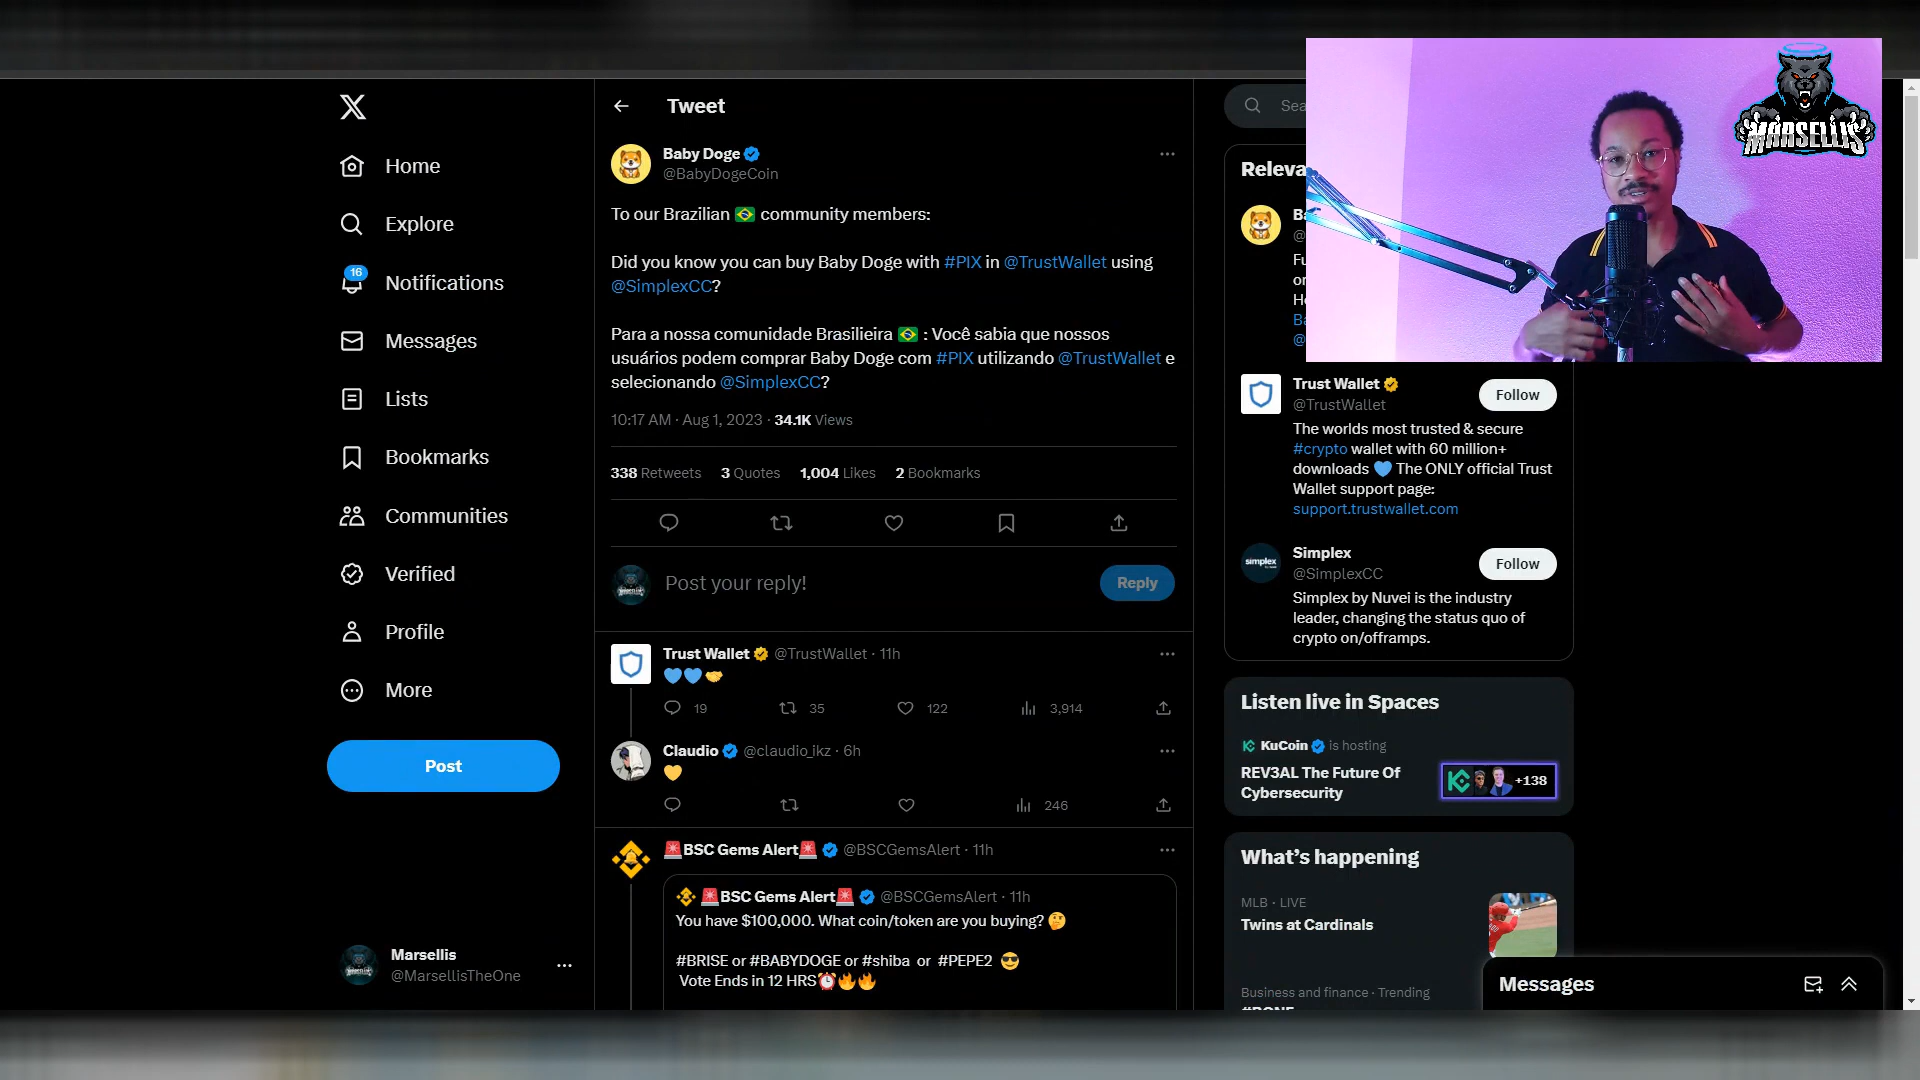 Home
Explore
16
Notifications
Messages
Lists
Bookmarks
Communities
Verified
Profile
More
Post
Marsellis
@MarsellisTheOne
Tweet
Baby Doge
@BabyDogeCoin
To our Brazilian 🇧🇷 community members:
Did you know you can buy Baby Doge with #PIX in @TrustWallet using
@SimplexCC?
Para a nossa comunidade Brasilieira 🇧🇷 : Você sabia que nossos
usuários podem comprar Baby Doge com #PIX utilizando @TrustWallet e
selecionando @SimplexCC?
10:17 AM · Aug 1, 2023 · 34.1K Views
338 Retweets 3 Quotes 1,004 Likes 2 Bookmarks
Post your reply!
Reply
Trust Wallet @TrustWallet · 11h
💙💙🤝
19 35 122 3,914
Claudio @claudio_ikz · 6h
💛
246
🚨BSC Gems Alert🚨 @BSCGemsAlert · 11h
🚨BSC Gems Alert🚨 @BSCGemsAlert · 11h
You have $100,000. What coin/token are you buying? 🤔
#BRISE or #BABYDOGE or #shiba or #PEPE2 😎
Vote Ends in 12 HRS⏰🔥🔥
MARSELLIS
Trust Wallet
@TrustWallet
Follow
The worlds most trusted & secure
#crypto wallet with 60 million+
downloads 💙 The ONLY official Trust
Wallet support page:
support.trustwallet.com
simplex
Simplex
@SimplexCC
Follow
Simplex by Nuvei is the industry
leader, changing the status quo of
crypto on/offramps.
Listen live in Spaces
KuCoin is hosting
REV3AL The Future Of
Cybersecurity
+138
What's happening
MLB · LIVE
Twins at Cardinals
Business and finance · Trending
Messages